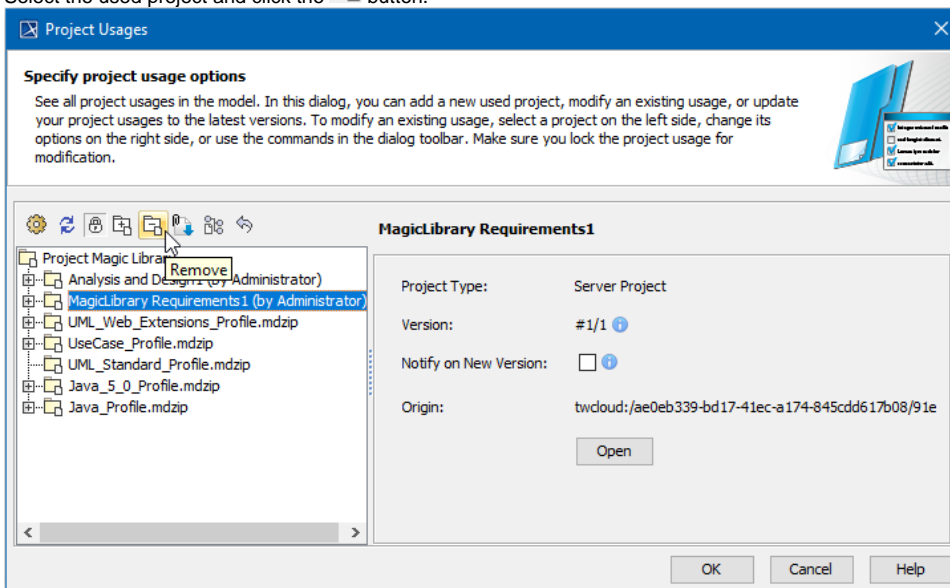 Select the used project and click the button.
Project Usages
Specify project usage options
See all project usages in the model. In this dialog, you can add a new used project, modify an existing usage, or update
your project usages to the latest versions. To modify an existing usage, select a project on the left side, change its
options on the right side, or use the commands in the dialog toolbar. Make sure you lock the project usage for
modification.
MagicLibrary Requirements1
Project Magic
Remove
Analysis and Design1 (by Administrator)
MagicLibrary Requirements1 (by Administrator)
UML_Web_Extensions_Profile.mdzip
UseCase_Profile.mdzip
UML_Standard_Profile.mdzip
Java_5_0_Profile.mdzip
Java_Profile.mdzip
Project Type: Server Project
Version: #1/1
Notify on New Version:
Origin: twcloud:/ae0eb339-bd17-41ec-a174-845cdd617b08/91e
Open
OK Cancel Help